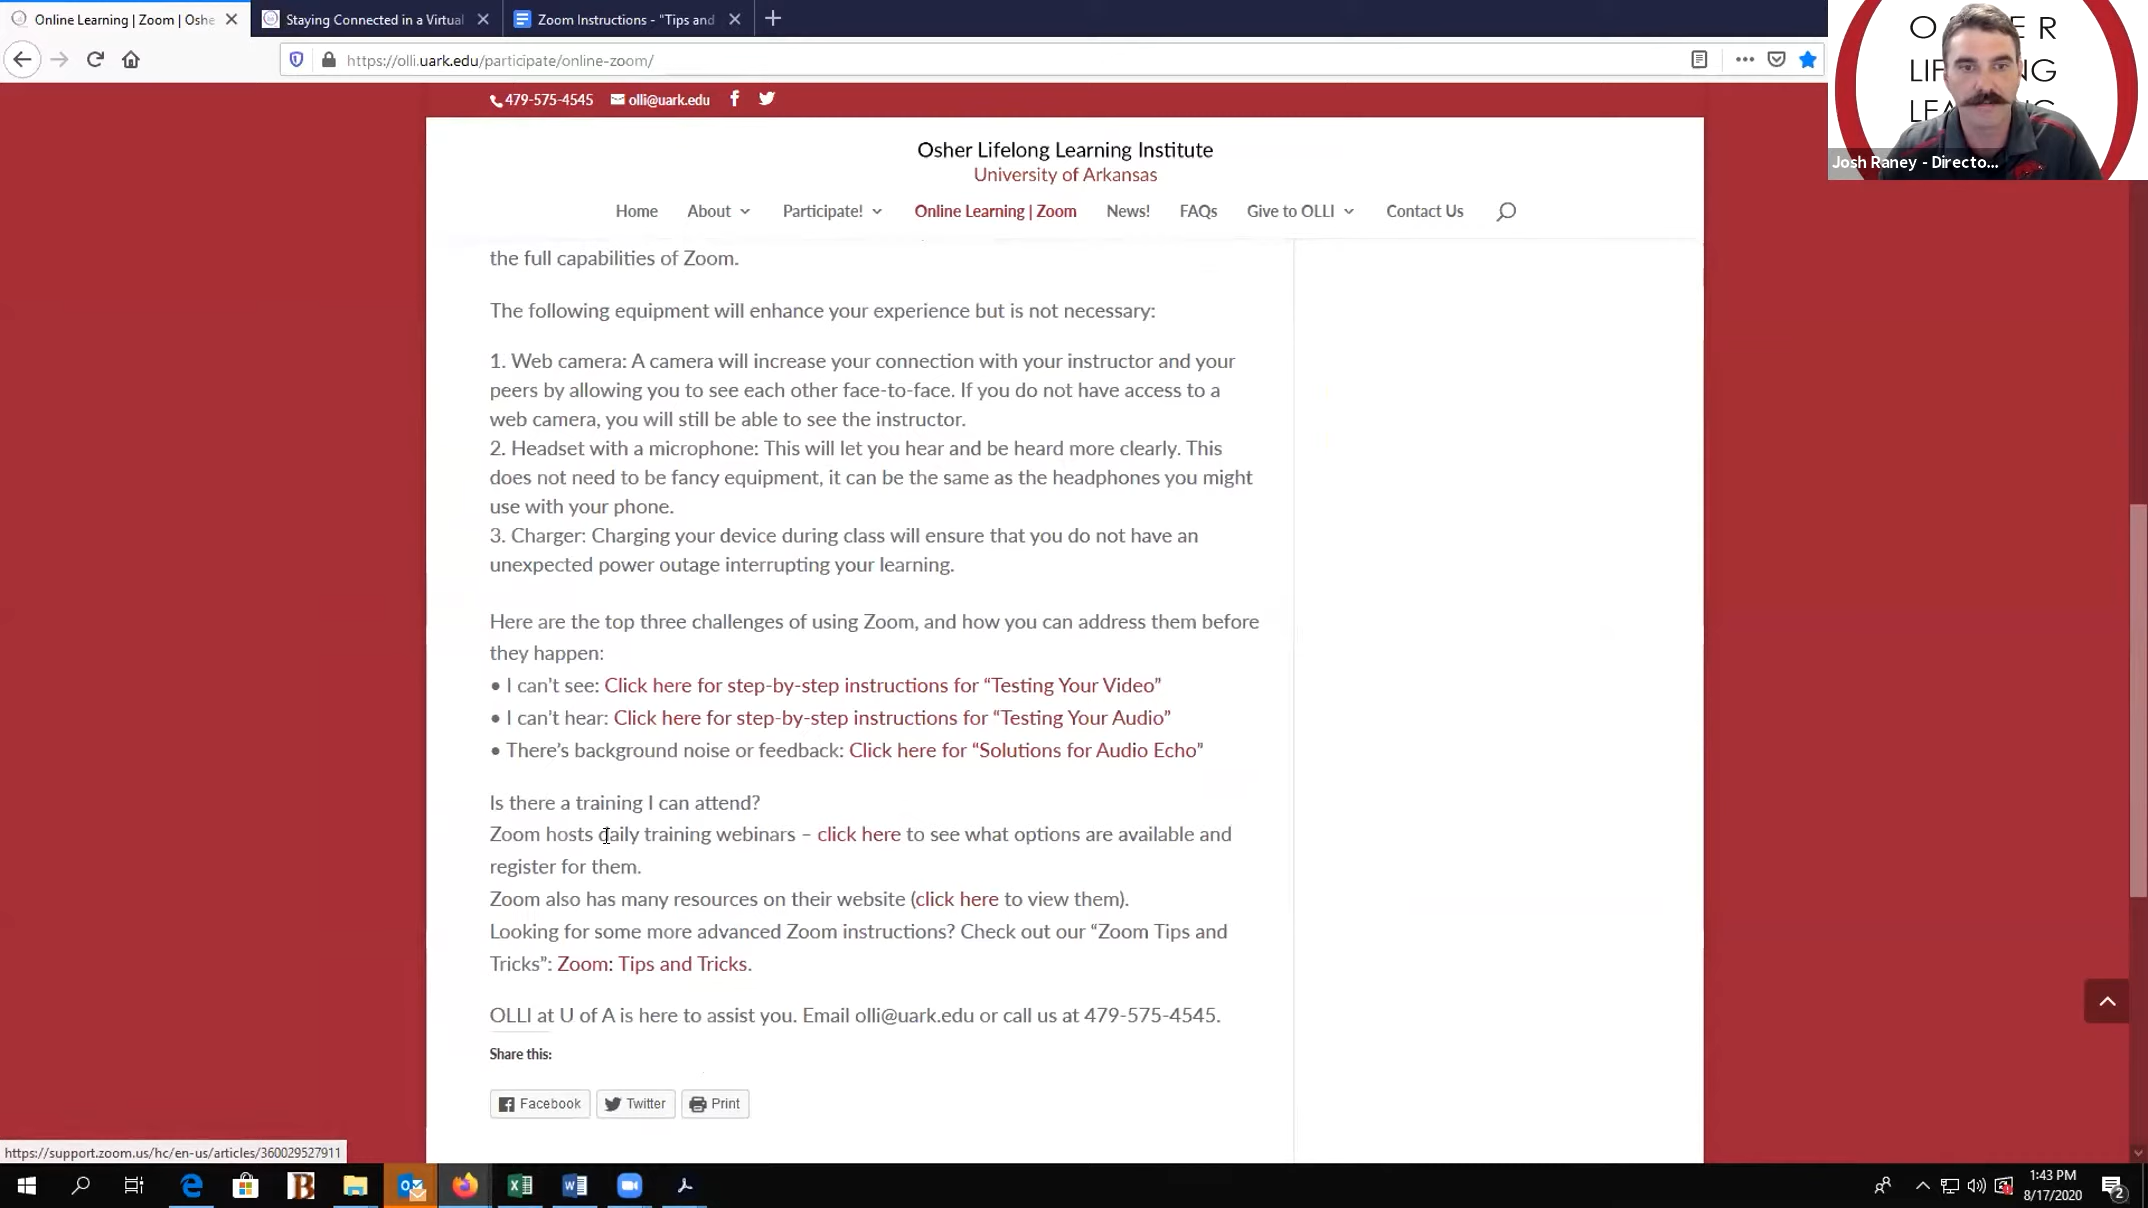 Online Learning | Zoom | Oshe
Staying Connected in a Virtual
Zoom Instructions - "Tips and
https://olli.uark.edu/participate/online-zoom/
OSHER
LIFELONG
Josh Raney - Directo...
479-575-4545 olli@uark.edu
Osher Lifelong Learning Institute
University of Arkansas
Home About Participate! Online Learning | Zoom News! FAQs Give to OLLI Contact Us
the full capabilities of Zoom.
The following equipment will enhance your experience but is not necessary:
1. Web camera: A camera will increase your connection with your instructor and your
peers by allowing you to see each other face-to-face. If you do not have access to a
web camera, you will still be able to see the instructor.
2. Headset with a microphone: This will let you hear and be heard more clearly. This
does not need to be fancy equipment, it can be the same as the headphones you might
use with your phone.
3. Charger: Charging your device during class will ensure that you do not have an
unexpected power outage interrupting your learning.
Here are the top three challenges of using Zoom, and how you can address them before
they happen:
• I can't see: Click here for step-by-step instructions for “Testing Your Video”
• I can't hear: Click here for step-by-step instructions for “Testing Your Audio”
• There’s background noise or feedback: Click here for “Solutions for Audio Echo”
Is there a training I can attend?
Zoom hosts daily training webinars – click here to see what options are available and
register for them.
Zoom also has many resources on their website (click here to view them).
Looking for some more advanced Zoom instructions? Check out our “Zoom Tips and
Tricks”: Zoom: Tips and Tricks.
OLLI at U of A is here to assist you. Email olli@uark.edu or call us at 479-575-4545.
Share this:
Facebook Twitter Print
https://support.zoom.us/hc/en-us/articles/360029527911
1:43 PM
8/17/2020
2